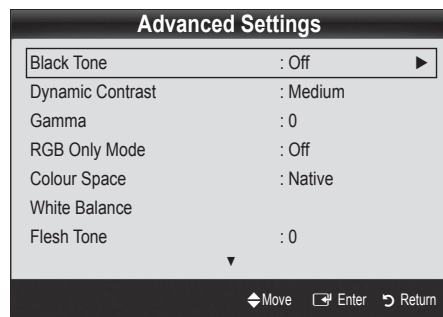 Advanced Settings
Black Tone : Off ►
Dynamic Contrast : Medium
Gamma : 0
RGB Only Mode : Off
Colour Space : Native
White Balance
Flesh Tone : 0
▼
Move Enter Return